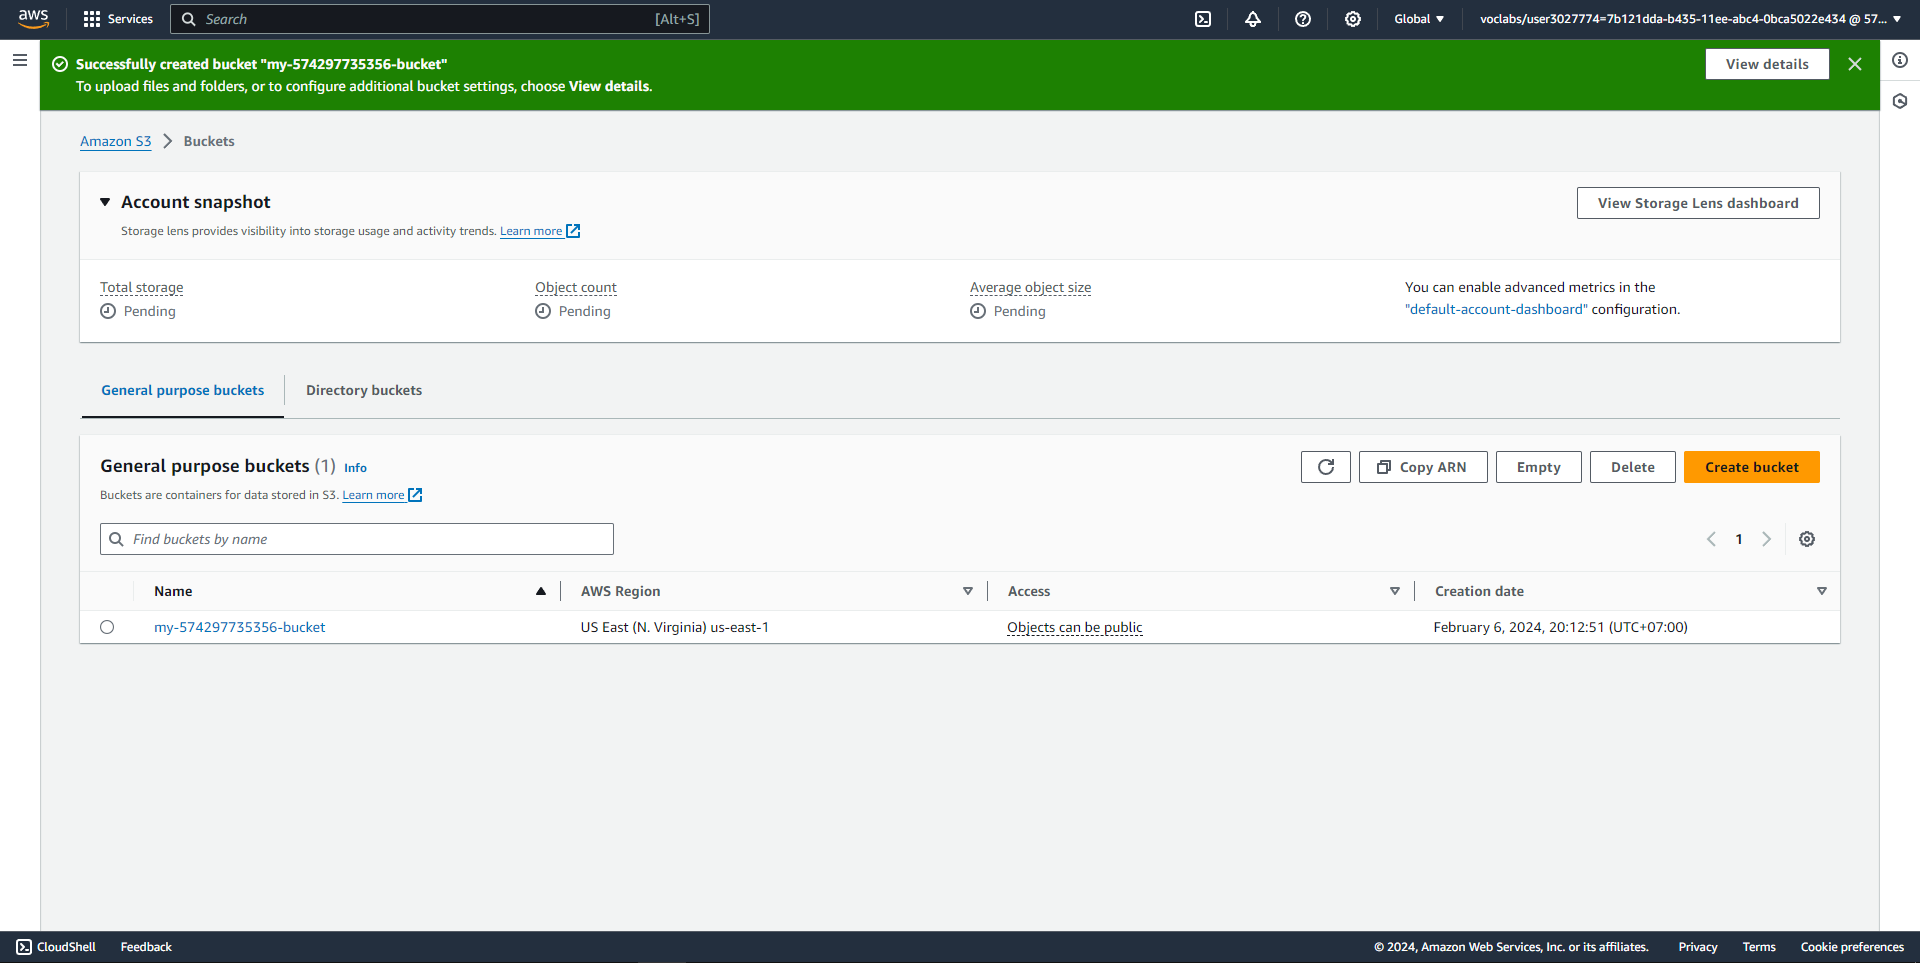 aws
Services
Search
[Alt+S]
Global
voclabs/user3027774=7b121dda-b435-11ee-abc4-0bca5022e434 @ 57...
Successfully created bucket "my-574297735356-bucket"
To upload files and folders, or to configure additional bucket settings, choose View details.
View details
Amazon S3
Buckets
Account snapshot
Storage lens provides visibility into storage usage and activity trends. Learn more
View Storage Lens dashboard
Total storage
Pending
Object count
Pending
Average object size
Pending
You can enable advanced metrics in the
"default-account-dashboard" configuration.
General purpose buckets
Directory buckets
General purpose buckets (1) Info
Buckets are containers for data stored in S3. Learn more
Copy ARN
Empty
Delete
Create bucket
Find buckets by name
1
Name
AWS Region
Access
Creation date
my-574297735356-bucket
US East (N. Virginia) us-east-1
Objects can be public
February 6, 2024, 20:12:51 (UTC+07:00)
CloudShell
Feedback
© 2024, Amazon Web Services, Inc. or its affiliates.
Privacy
Terms
Cookie preferences